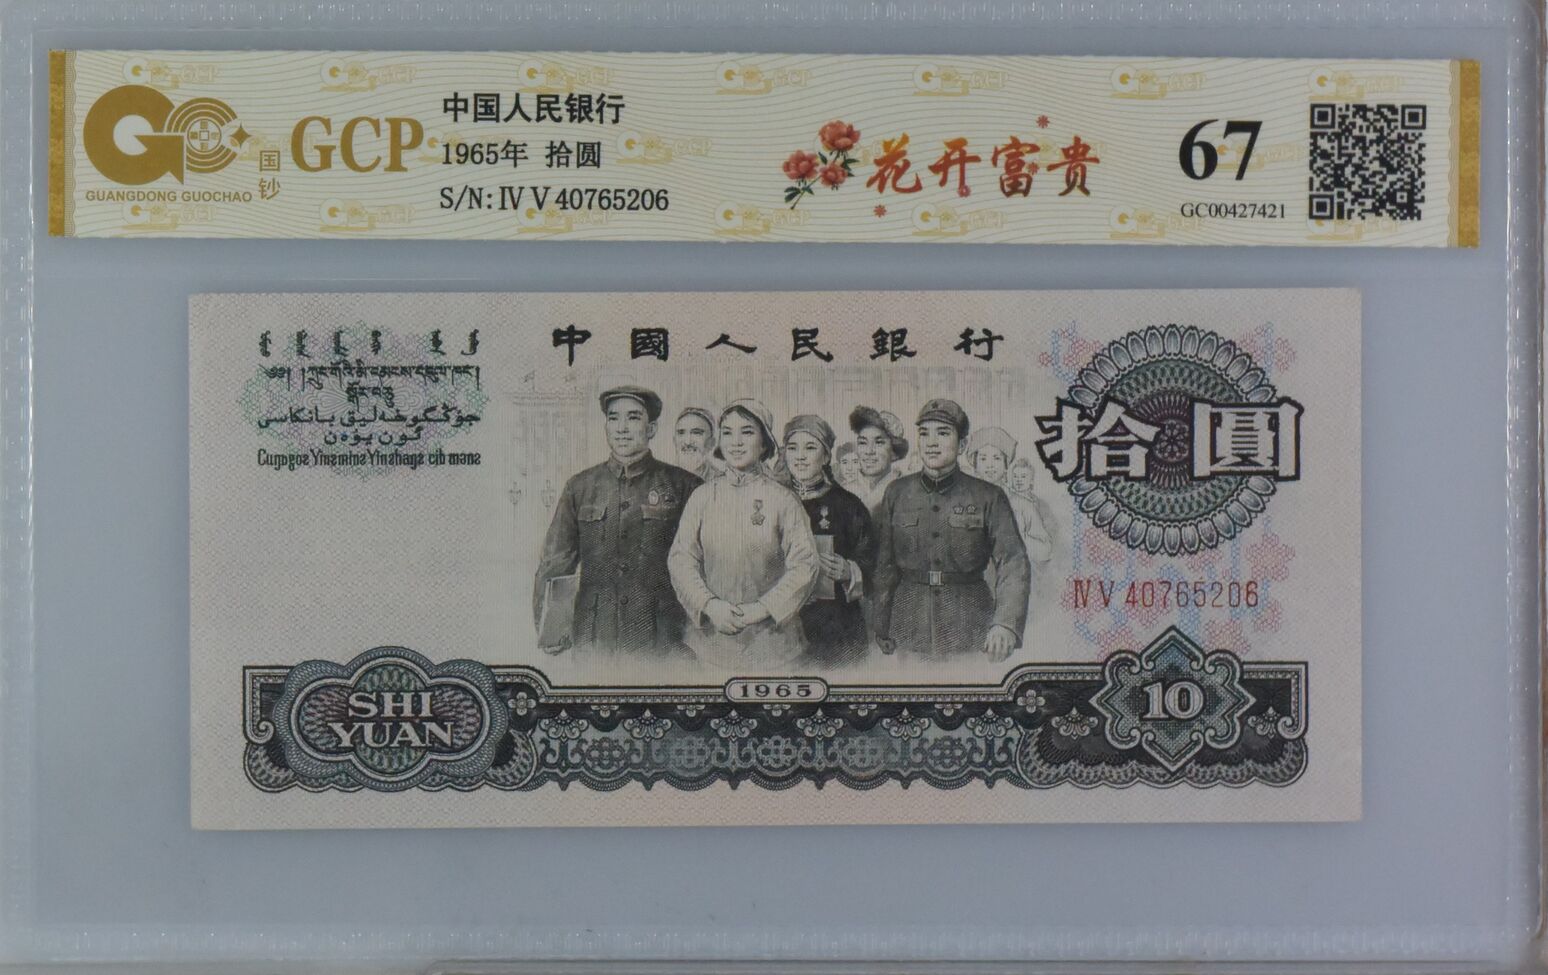 GUANGDONG GUOCHAO
国钞
GCP
中国人民银行
1965年 拾圆
S/N: IV V 40765206
花开富贵
67
GC00427421
中國人民銀行
拾圓
IV V 40765206
SHI
YUAN
1965
10